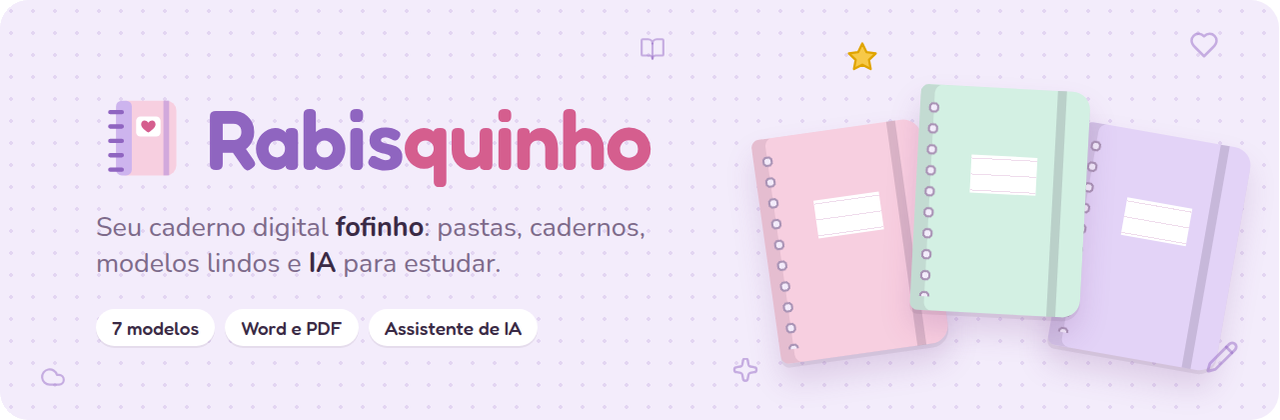 Rabisquinho
Seu caderno digital fofinho: pastas, cadernos,
modelos lindos e IA para estudar.
7 modelos
Word e PDF
Assistente de IA